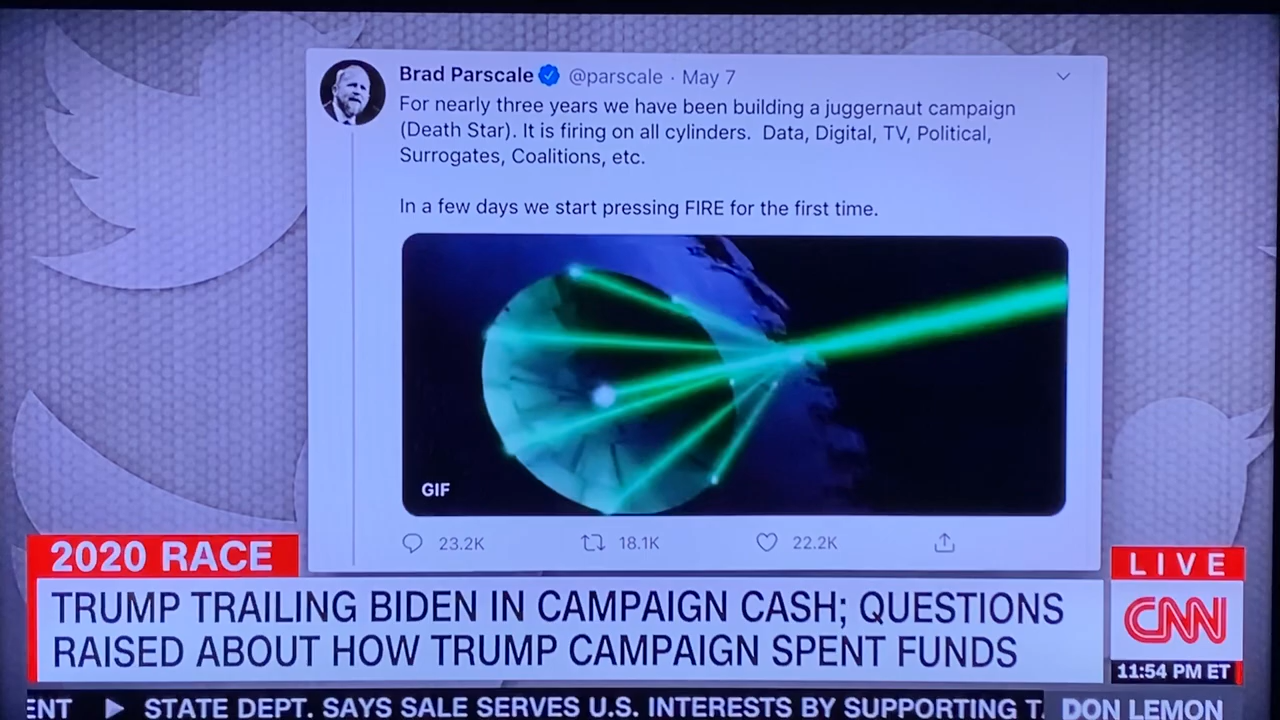 Brad Parscale @parscale · May 7
For nearly three years we have been building a juggernaut campaign
(Death Star). It is firing on all cylinders. Data, Digital, TV, Political,
Surrogates, Coalitions, etc.
In a few days we start pressing FIRE for the first time.
GIF
23.2K 18.1K 22.2K
2020 RACE
TRUMP TRAILING BIDEN IN CAMPAIGN CASH; QUESTIONS
RAISED ABOUT HOW TRUMP CAMPAIGN SPENT FUNDS
LIVE
CNN
11:54 PM ET
ENT ▶ STATE DEPT. SAYS SALE SERVES U.S. INTERESTS BY SUPPORTING T
DON LEMON